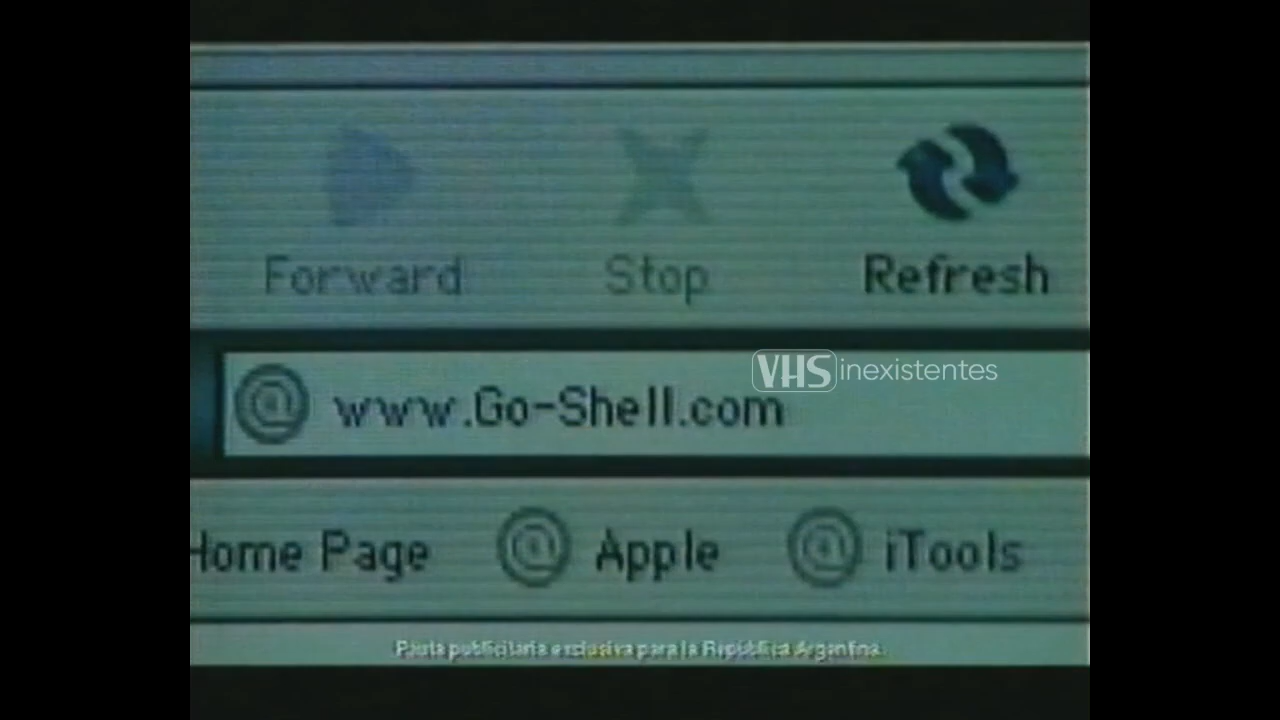 Forward Stop Refresh
VHS inexistentes
www.Go-Shell.com
Home Page Apple iTools
Pauta publicitaria exclusiva para la República Argentina.